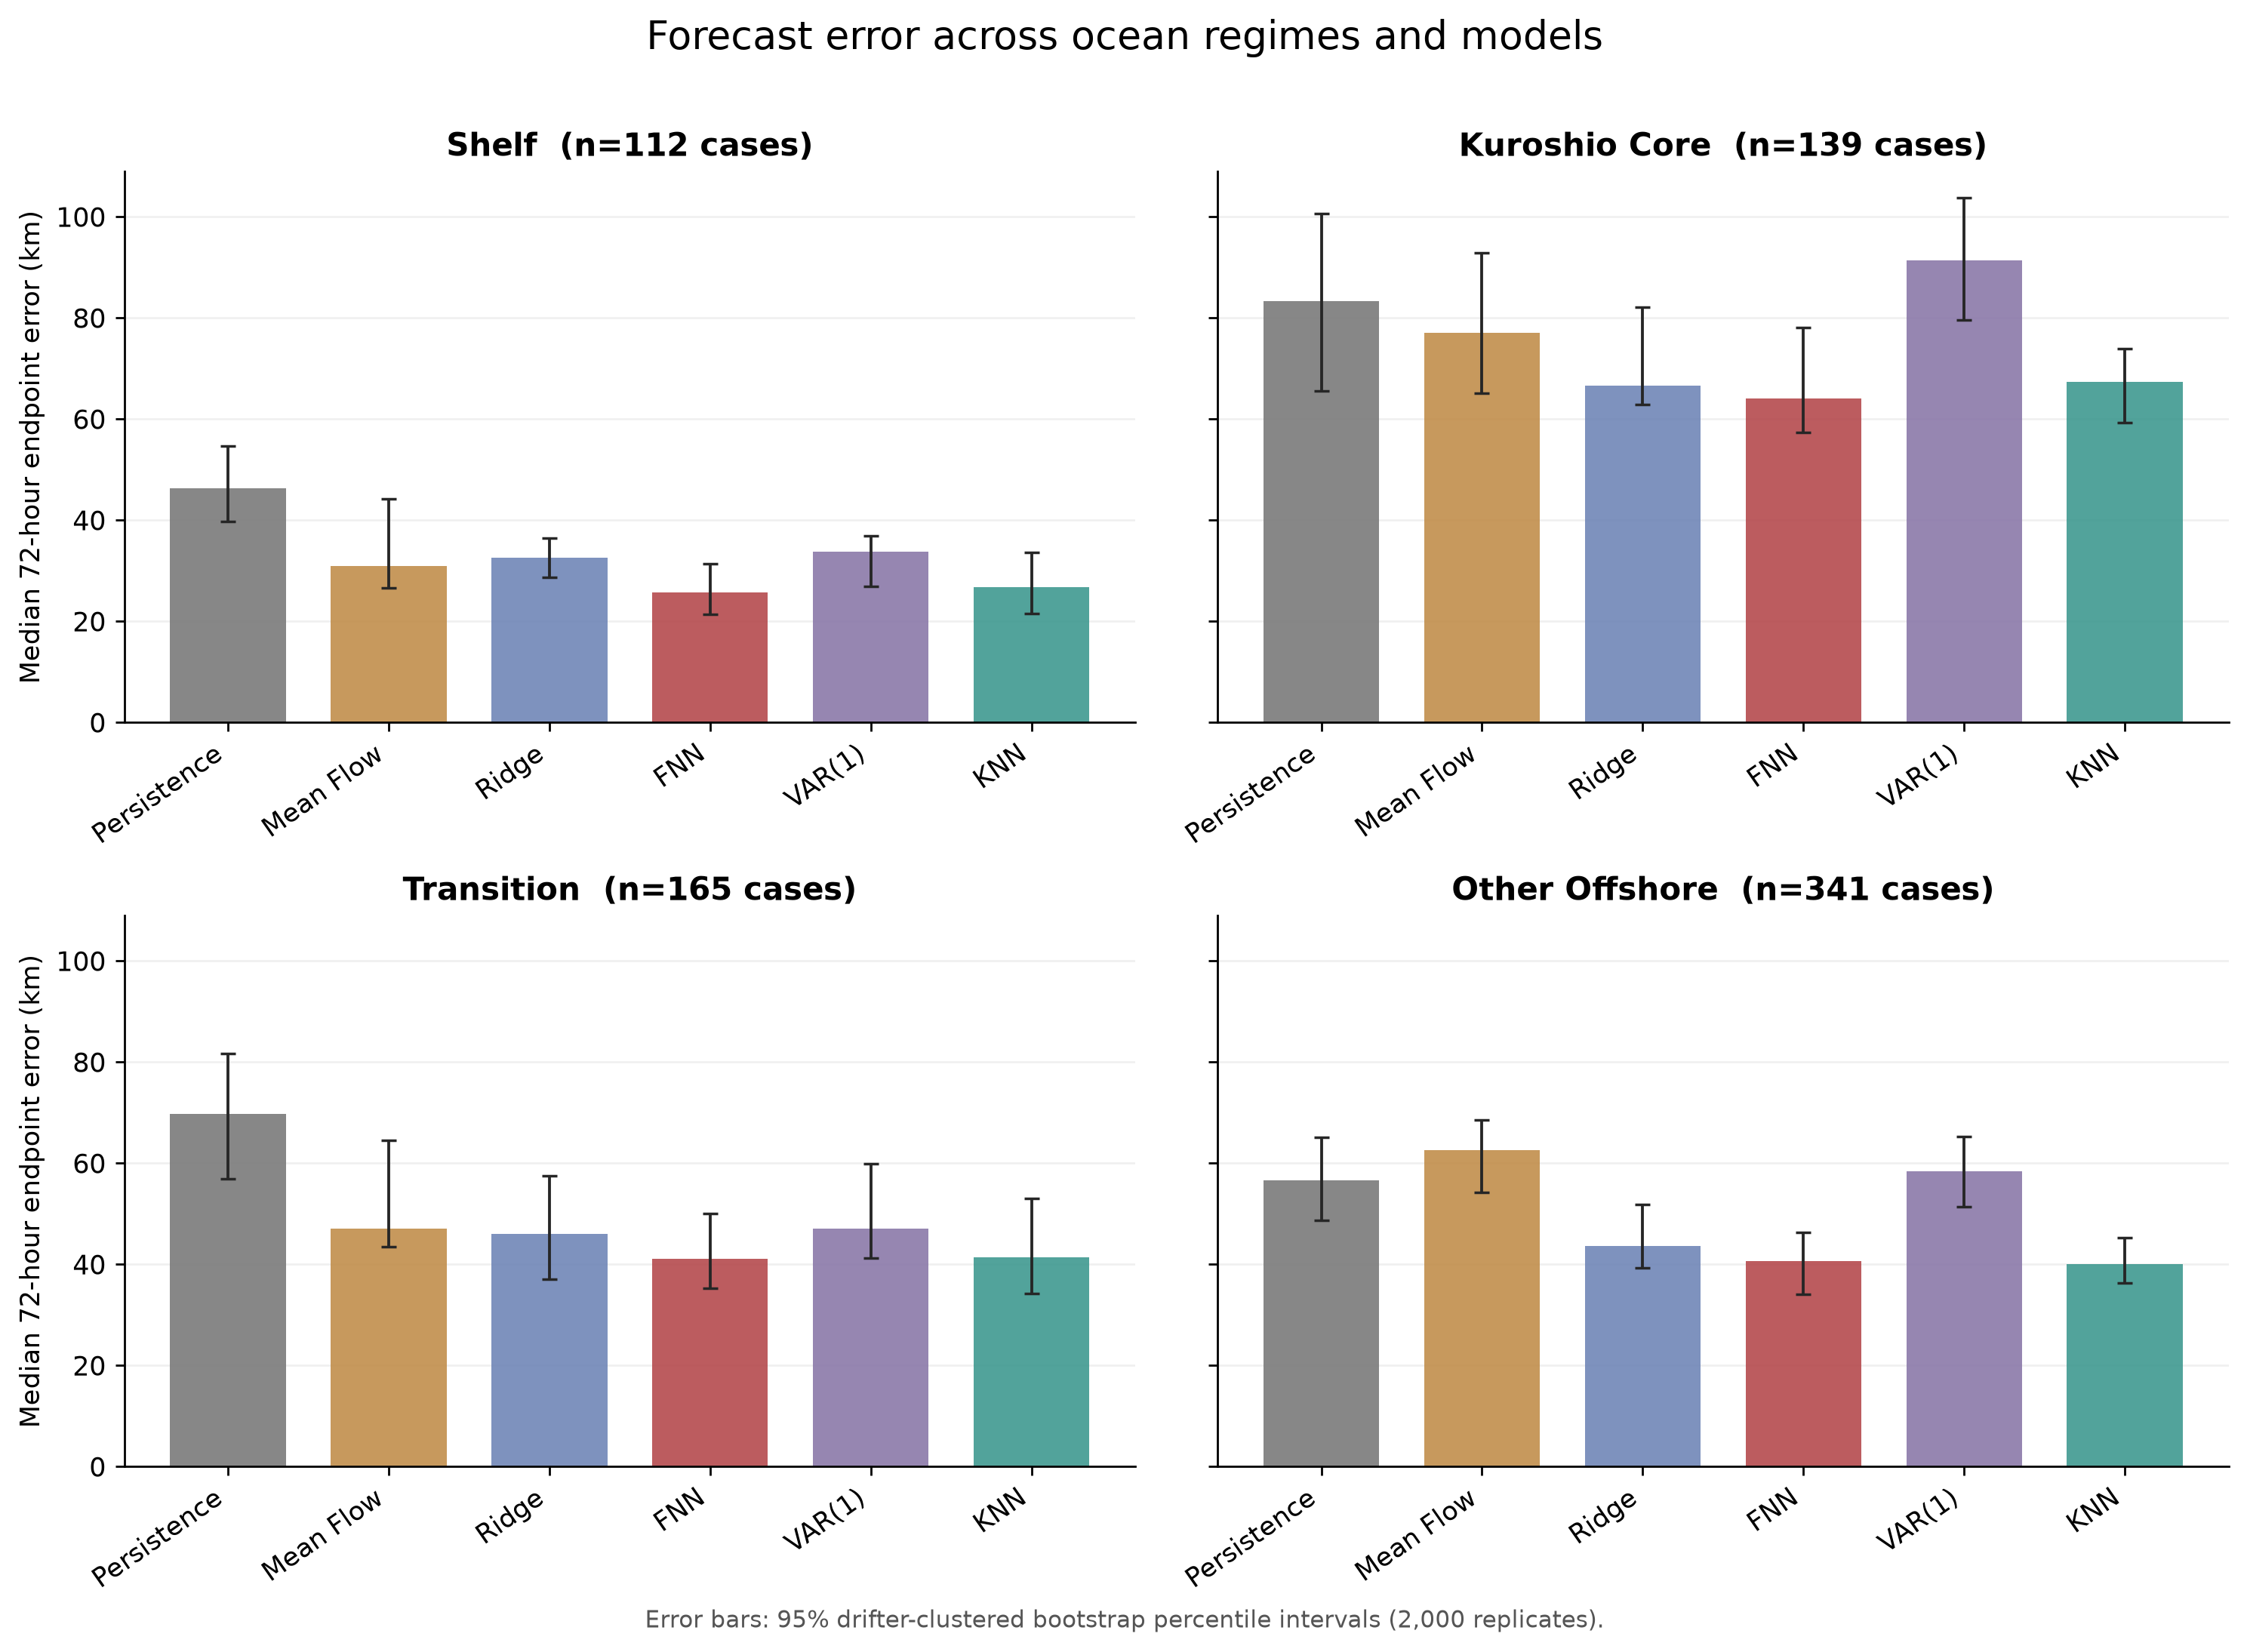 Forecast error across ocean regimes and models
Shelf (n=112 cases)
Median 72-hour endpoint error (km)
100
80
60
40
20
0
Persistence
Mean Flow
Ridge
FNN
VAR(1)
KNN
Kuroshio Core (n=139 cases)
Persistence
Mean Flow
Ridge
FNN
VAR(1)
KNN
Transition (n=165 cases)
Median 72-hour endpoint error (km)
100
80
60
40
20
0
Persistence
Mean Flow
Ridge
FNN
VAR(1)
KNN
Other Offshore (n=341 cases)
Persistence
Mean Flow
Ridge
FNN
VAR(1)
KNN
Error bars: 95% drifter-clustered bootstrap percentile intervals (2,000 replicates).